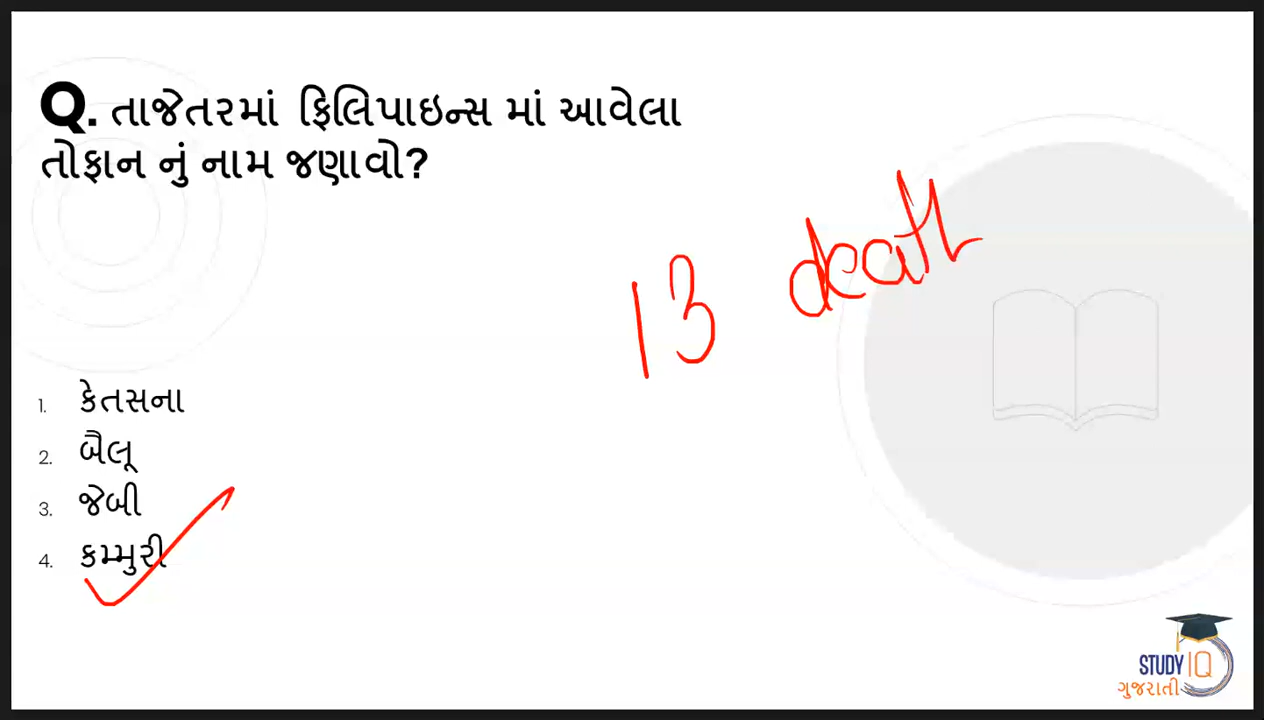 Q. તાજેતરમાં ફિલિપાઇન્સ માં આવેલા
તોફાન નું નામ જણાવો?
13 death
1. કેતસના
2. બૈલૂ
3. જેબી
4. કમ્મુરી
STUDY IQ
ગુજરાતી